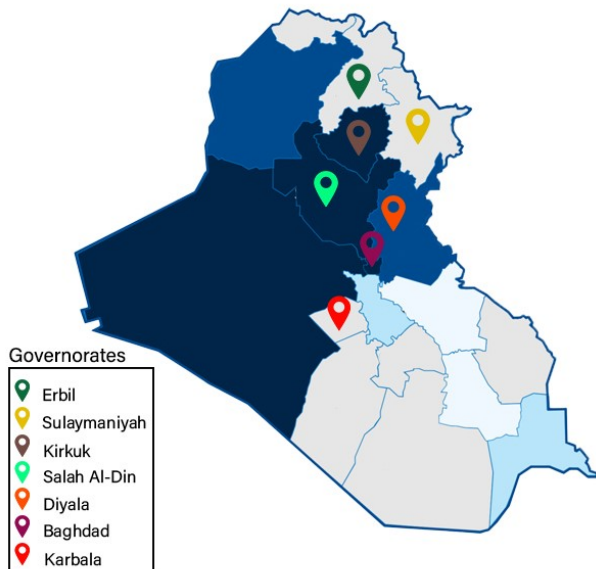 Governorates
Erbil
Sulaymaniyah
Kirkuk
Salah Al-Din
Diyala
Baghdad
Karbala